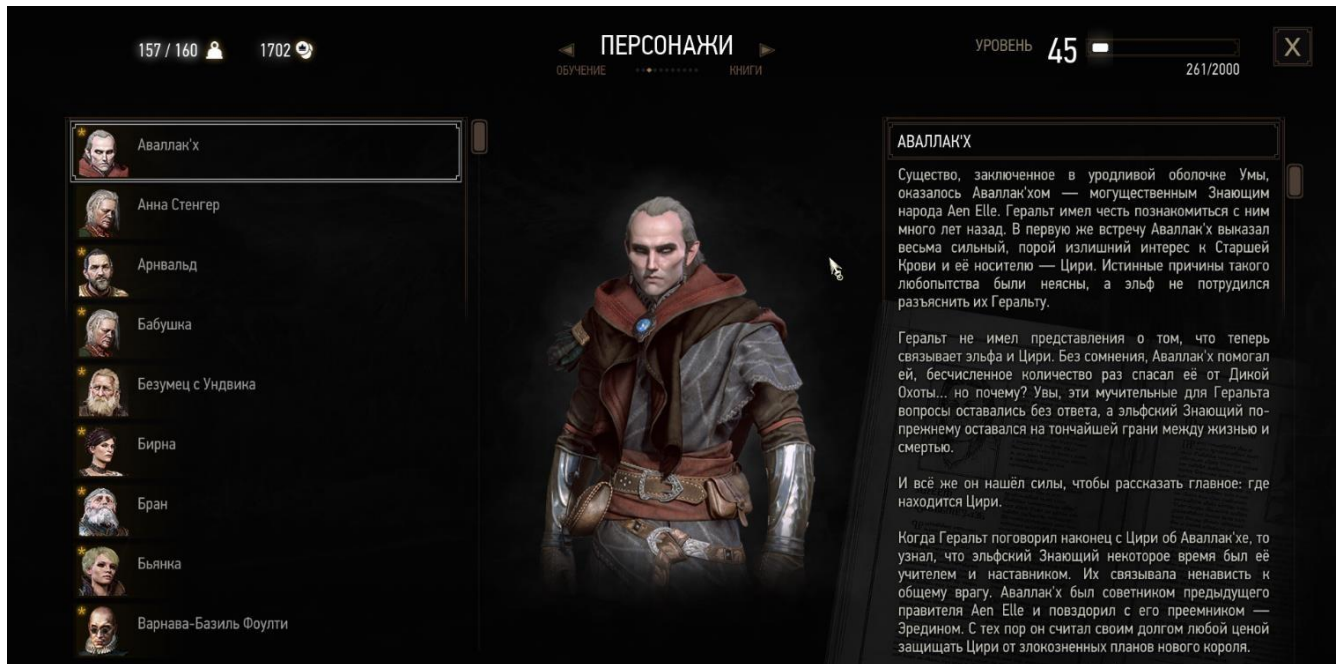 157 / 160
1702
ПЕРСОНАЖИ
ОБУЧЕНИЕ
КНИГИ
УРОВЕНЬ 45
261/2000
X
Аваллак'х
Анна Стенгер
Арнвальд
Бабушка
Безумец с Ундвика
Бирна
Бран
Бьянка
Варнава-Базиль Фоулти
АВАЛЛАК'Х
Существо, заключенное в уродливой оболочке Умы,
оказалось Аваллак'хом — могущественным Знающим
народа Aen Elle. Геральт имел честь познакомиться с ним
много лет назад. В первую же встречу Аваллак'х выказал
весьма сильный, порой излишний интерес к Старшей
Крови и её носителю — Цири. Истинные причины такого
любопытства были неясны, а эльф не потрудился
разъяснить их Геральту.
Геральт не имел представления о том, что теперь
связывает эльфа и Цири. Без сомнения, Аваллак'х помогал
ей, бесчисленное количество раз спасал её от Дикой
Охоты... но почему? Увы, эти мучительные для Геральта
вопросы оставались без ответа, а эльфский Знающий по-
прежнему оставался на тончайшей грани между жизнью и
смертью.
И всё же он нашёл силы, чтобы рассказать главное: где
находится Цири.
Когда Геральт поговорил наконец с Цири об Аваллак'хе, то
узнал, что эльфский Знающий некоторое время был её
учителем и наставником. Их связывала ненависть к
общему врагу. Аваллак'х был советником предыдущего
правителя Aen Elle и повздорил с его преемником —
Эредином. С тех пор он считал своим долгом любой ценой
защищать Цири от злокозненных планов нового короля.